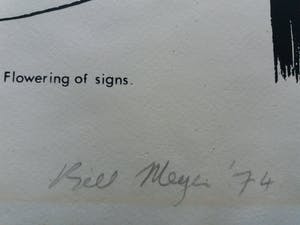 Flowering of signs.
Bill Meyer '74